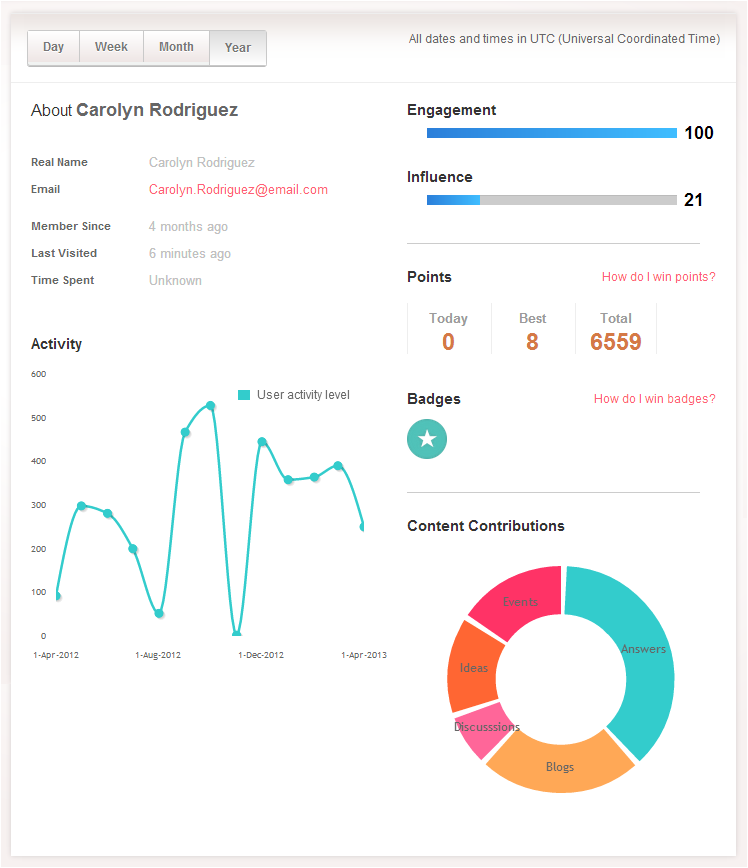 Day Week Month Year
All dates and times in UTC (Universal Coordinated Time)
About Carolyn Rodriguez
Real Name Carolyn Rodriguez
Email Carolyn.Rodriguez@email.com
Member Since 4 months ago
Last Visited 6 minutes ago
Time Spent Unknown
Activity
User activity level
600
500
400
300
200
100
0
1-Apr-2012 1-Aug-2012 1-Dec-2012 1-Apr-2013
Engagement
100
Influence
21
Points How do I win points?
Today Best Total
0 8 6559
Badges How do I win badges?
Content Contributions
Events
Answers
Ideas
Discusssions
Blogs